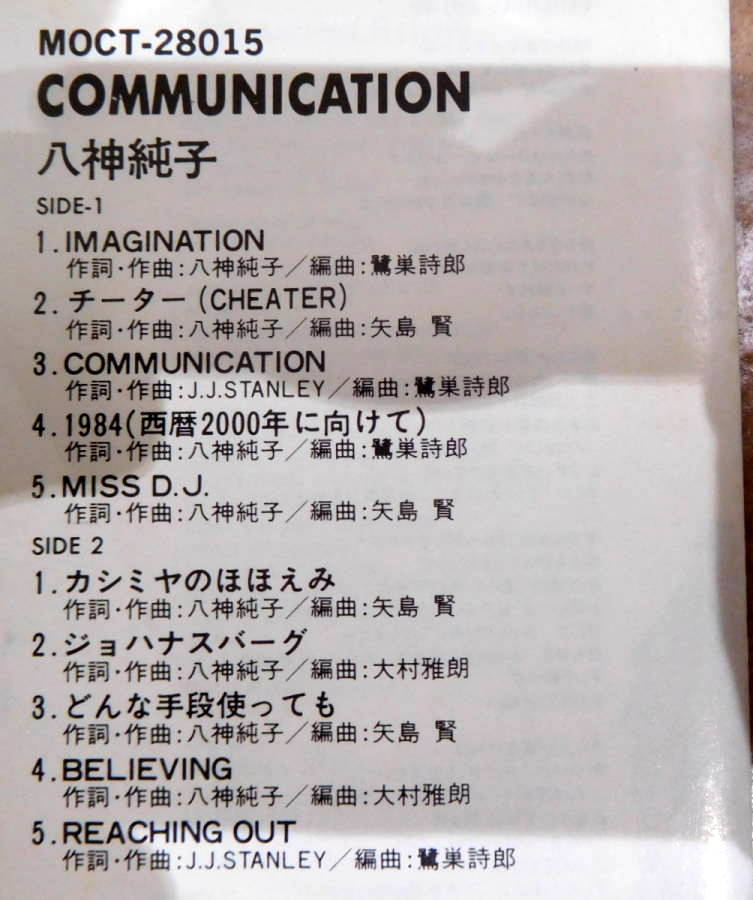 MOCT-28015
COMMUNICATION
八神純子
SIDE-1
1.IMAGINATION
作詞・作曲:八神純子／編曲:鷺巣詩郎
2.チーター(CHEATER)
作詞・作曲:八神純子／編曲:矢島 賢
3.COMMUNICATION
作詞・作曲:J.J.STANLEY／編曲:鷺巣詩郎
4.1984(西暦2000年に向けて)
作詞・作曲:八神純子／編曲:鷺巣詩郎
5.MISS D.J.
作詞・作曲:八神純子／編曲:矢島 賢
SIDE 2
1.カシミヤのほほえみ
作詞・作曲:八神純子／編曲:矢島 賢
2.ジョハナスバーグ
作詞・作曲:八神純子／編曲:大村雅朗
3.どんな手段使っても
作詞・作曲:八神純子／編曲:矢島 賢
4.BELIEVING
作詞・作曲:八神純子／編曲:大村雅朗
5.REACHING OUT
作詞・作曲:J.J.STANLEY／編曲:鷺巣詩郎